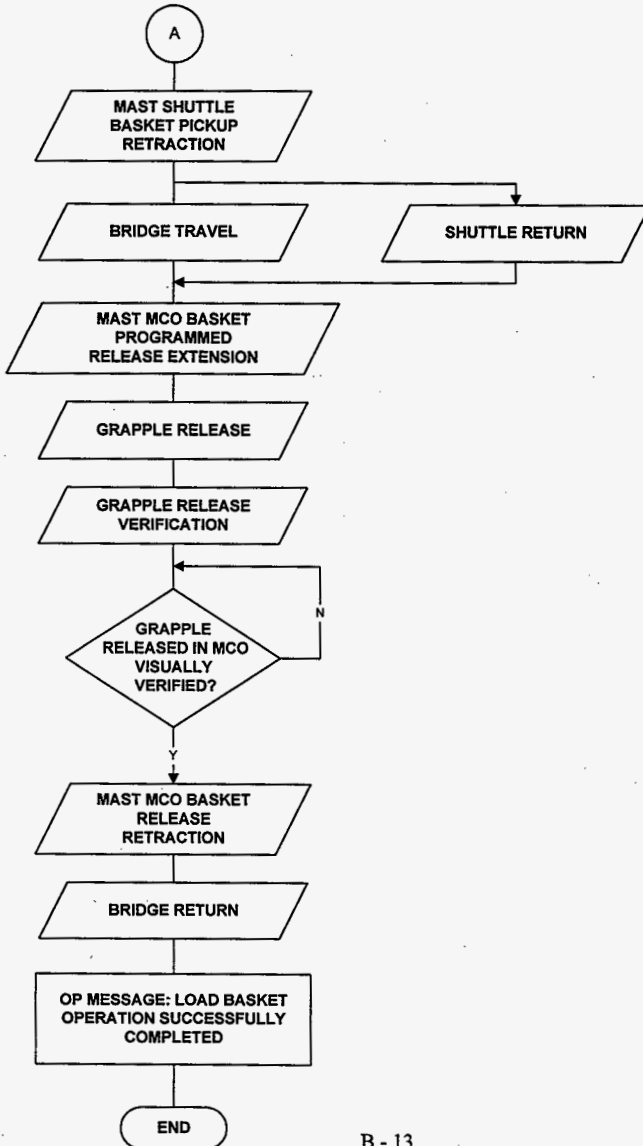 A
MAST SHUTTLE
BASKET PICKUP
RETRACTION
BRIDGE TRAVEL
SHUTTLE RETURN
MAST MCO BASKET
PROGRAMMED
RELEASE EXTENSION
GRAPPLE RELEASE
GRAPPLE RELEASE
VERIFICATION
N
GRAPPLE
RELEASED IN MCO
VISUALLY
VERIFIED?
Y
MAST MCO BASKET
RELEASE
RETRACTION
BRIDGE RETURN
OP MESSAGE: LOAD BASKET
OPERATION SUCCESSFULLY
COMPLETED
END
B - 13